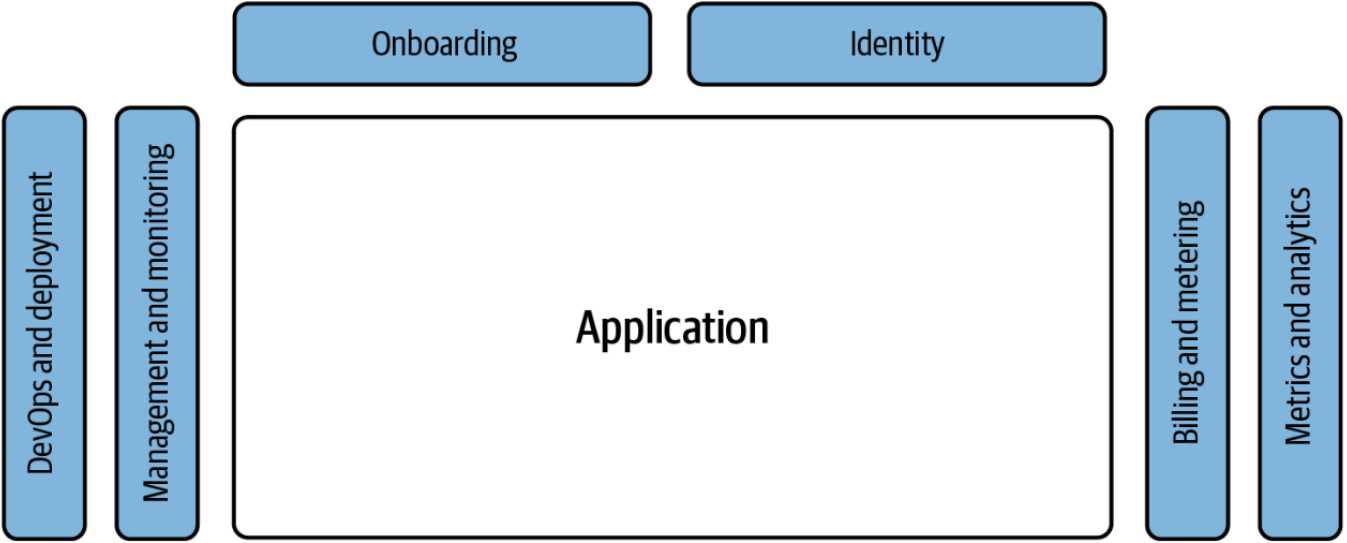 Onboarding
Identity
DevOps and deployment
Management and monitoring
Application
Billing and metering
Metrics and analytics